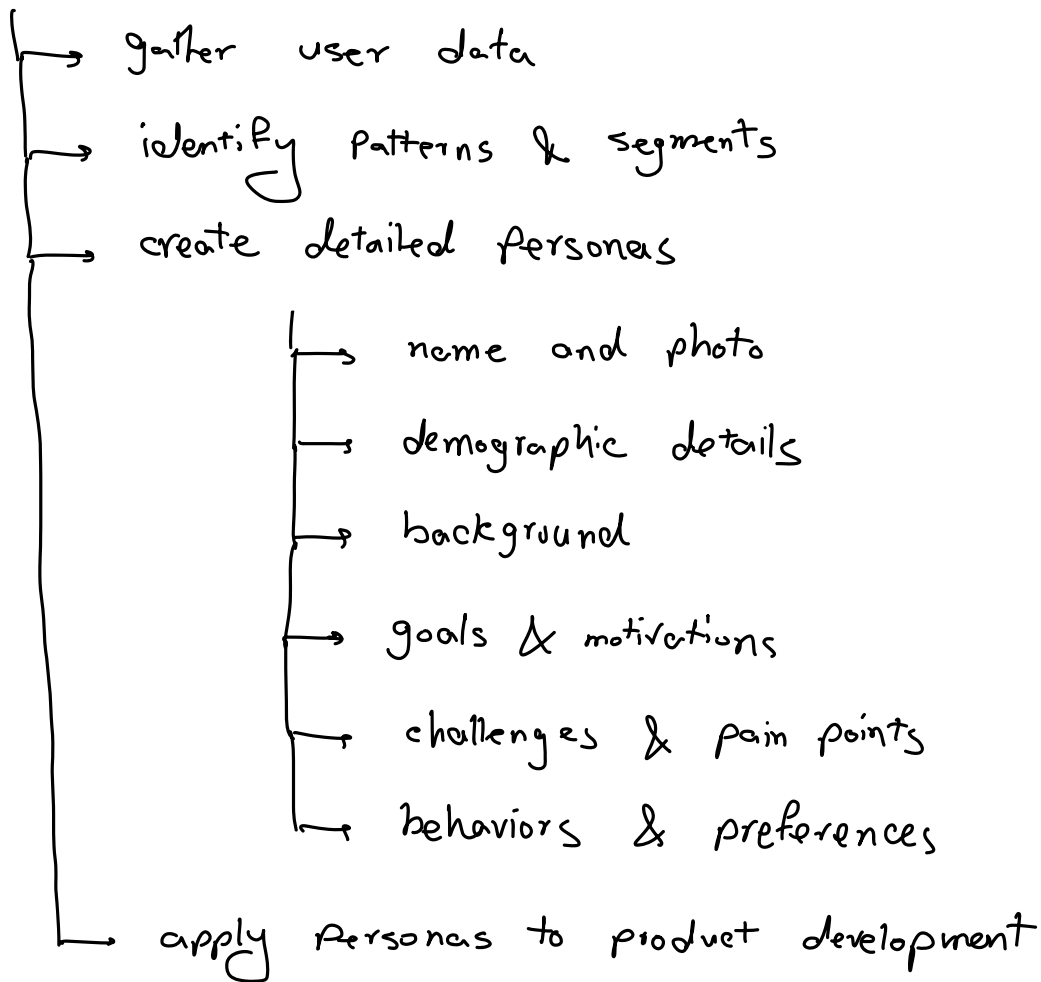 gather user data
identify patterns & segments
create detailed personas
name and photo
demographic details
background
goals & motivations
challenges & pain points
behaviors & preferences
apply personas to product development